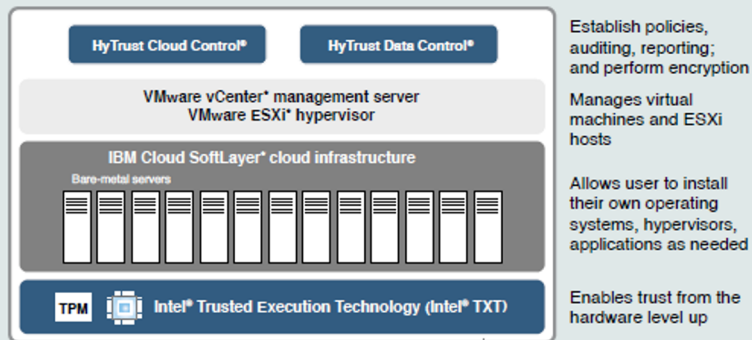 HyTrust Cloud Control®
HyTrust Data Control®
Establish policies,
auditing, reporting;
and perform encryption
VMware vCenter* management server
VMware ESXi* hypervisor
Manages virtual
machines and ESXi
hosts
IBM Cloud SoftLayer* cloud infrastructure
Bare-metal servers
Allows user to install
their own operating
systems, hypervisors,
applications as needed
TPM
Intel® Trusted Execution Technology (Intel® TXT)
Enables trust from the
hardware level up